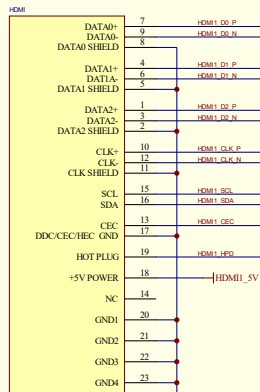 HDMI
DATA0+ 7 HDMI1_D0_P
DATA0- 9 HDMI1_D0_N
DATA0 SHIELD 8
DATA1+ 4 HDMI1_D1_P
DATA1A- 6 HDMI1_D1_N
DATA1 SHIELD 5
DATA2+ 1 HDMI1_D2_P
DATA2- 3 HDMI1_D2_N
DATA2 SHIELD 2
CLK+ 10 HDMI1_CLK_P
CLK- 12 HDMI1_CLK_N
CLK SHIELD 11
SCL 15 HDMI1_SCL
SDA 16 HDMI1_SDA
CEC 13 HDMI1_CEC
DDC/CEC/HEC GND 17
HOT PLUG 19 HDMI1_HPD
+5V POWER 18 HDMI1_5V
NC 14
GND1 20
GND2 21
GND3 22
GND4 23